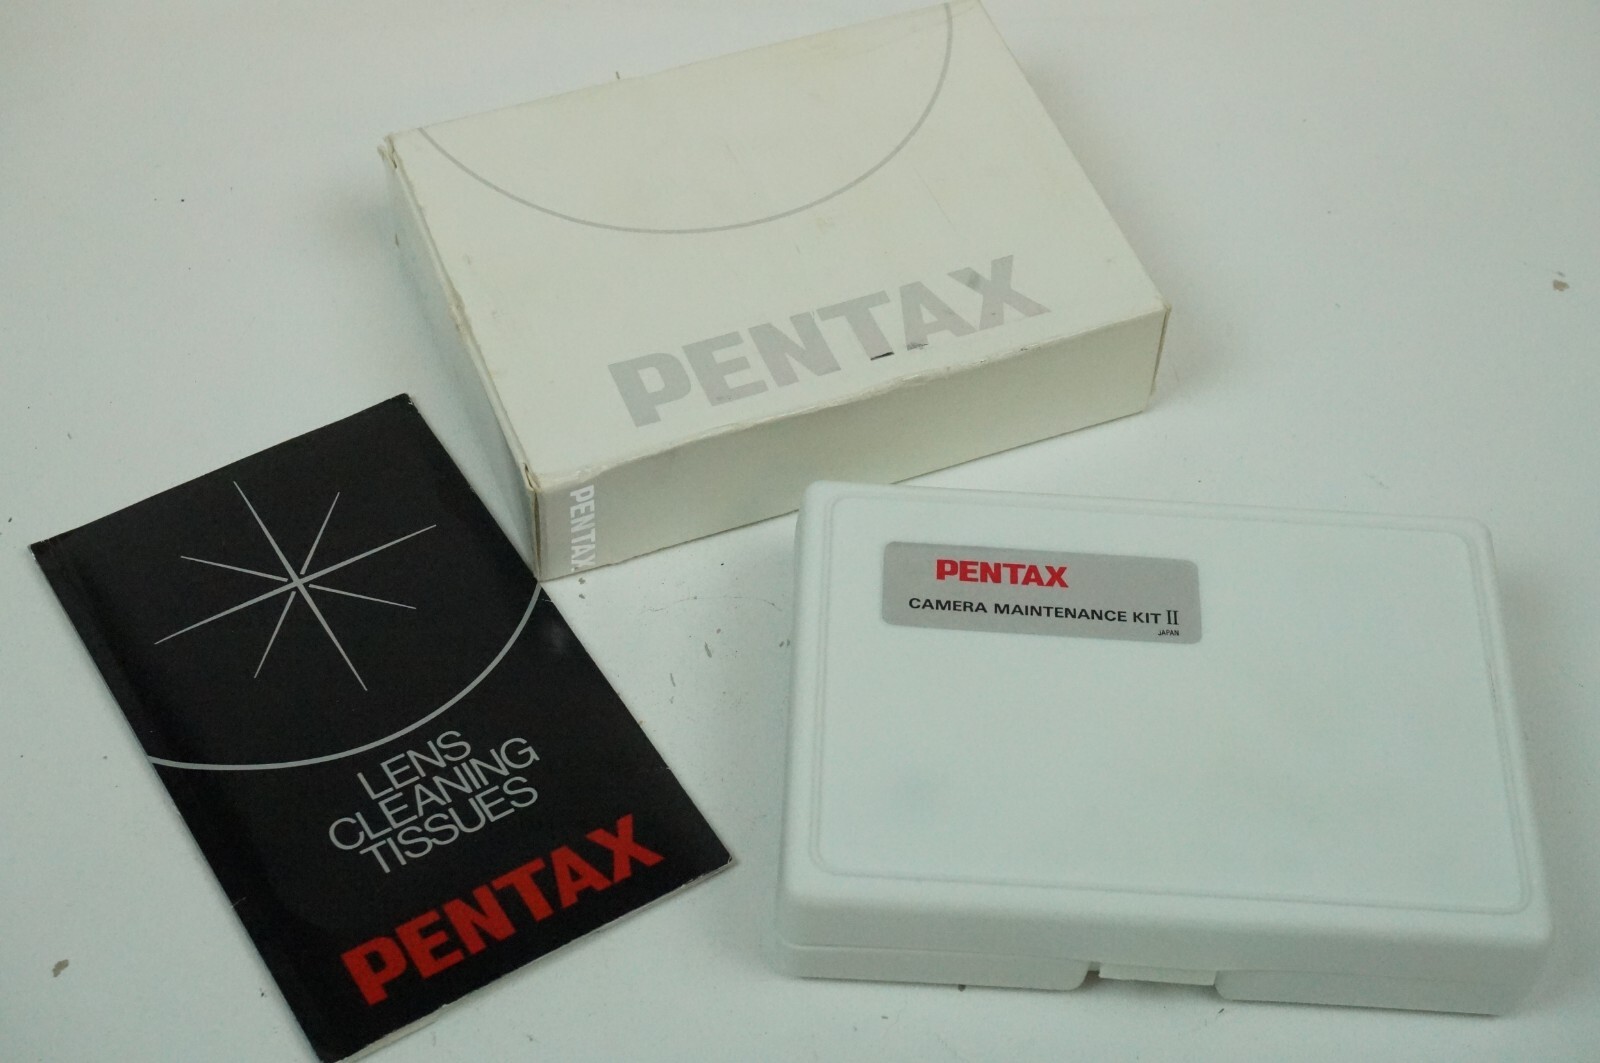 PENTAX
PENTAX
PENTAX
CAMERA MAINTENANCE KIT II
JAPAN
LENS
CLEANING
TISSUES
PENTAX